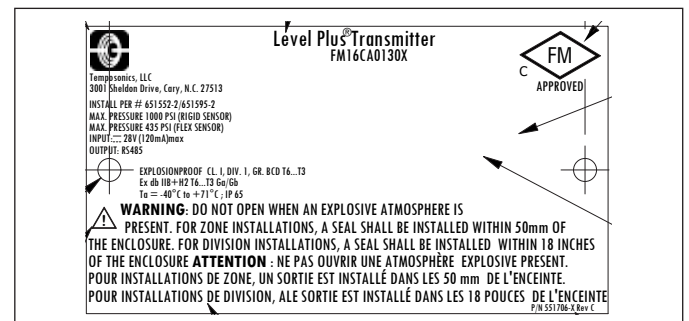 Level Plus® Transmitter
FM16CA0130X
FM
C
APPROVED
Temposonics, LLC
3001 Sheldon Drive, Cary, N.C. 27513
INSTALL PER # 651552-2/651595-2
MAX. PRESSURE 1000 PSI (RIGID SENSOR)
MAX. PRESSURE 435 PSI (FLEX SENSOR)
INPUT:⎓ 28V (120mA)max
OUTPUT: RS485
EXPLOSIONPROOF CL. I, DIV. 1, GR. BCD T6...T3
Ex db IIB+H2 T6...T3 Ga/Gb
Ta = -40°C to +71°C ; IP 65
WARNING: DO NOT OPEN WHEN AN EXPLOSIVE ATMOSPHERE IS
PRESENT. FOR ZONE INSTALLATIONS, A SEAL SHALL BE INSTALLED WITHIN 50mm OF
THE ENCLOSURE. FOR DIVISION INSTALLATIONS, A SEAL SHALL BE INSTALLED WITHIN 18 INCHES
OF THE ENCLOSURE ATTENTION : NE PAS OUVRIR UNE ATMOSPHÈRE EXPLOSIVE PRESENT.
POUR INSTALLATIONS DE ZONE, UN SORTIE EST INSTALLÉ DANS LES 50 mm DE L'ENCEINTE.
POUR INSTALLATIONS DE DIVISION, ALE SORTIE EST INSTALLÉ DANS LES 18 POUCES DE L'ENCEINTE
P/N 551706-X Rev C